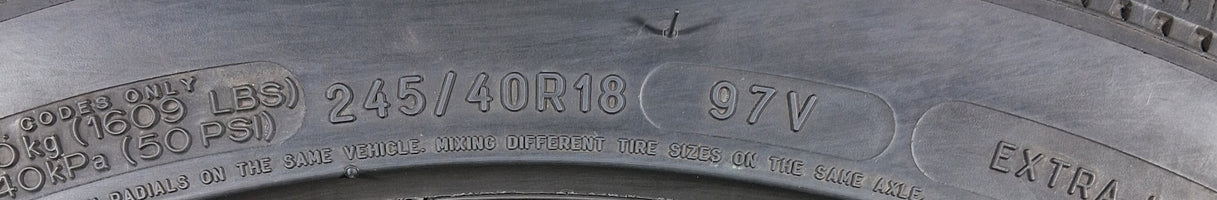 CODES ONLY
kg (1609 LBS)
40kPa (50 PSI)
245/40R18
97V
EXTRA
RADIALS ON THE SAME VEHICLE. MIXING DIFFERENT TIRE SIZES ON THE SAME AXLE